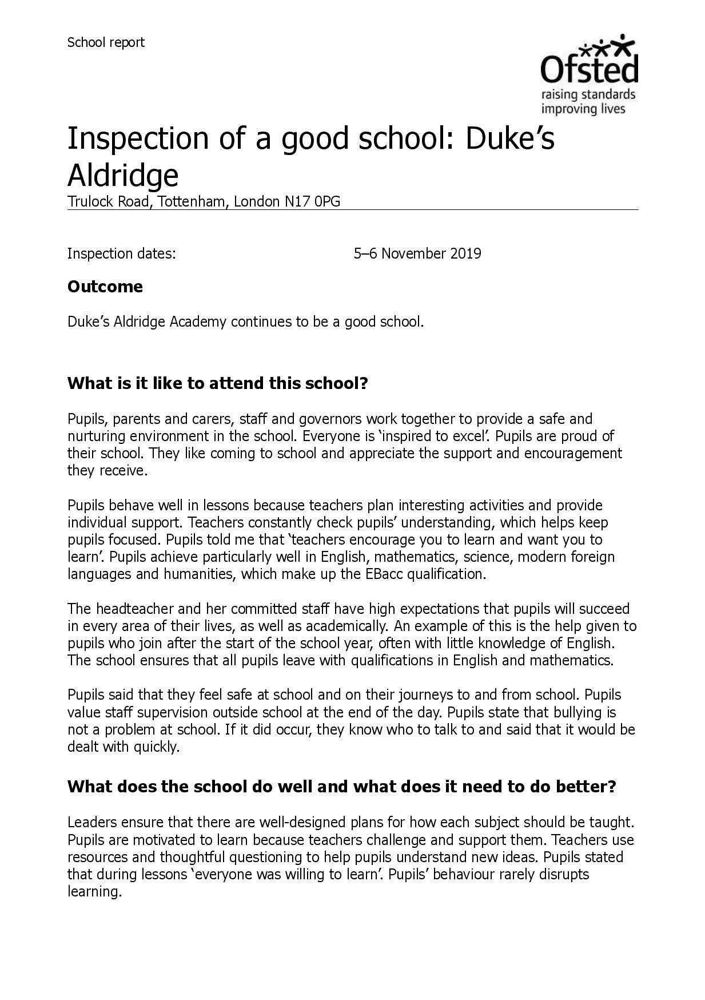 School report
Ofsted
raising standards
improving lives
Inspection of a good school: Duke’s
Aldridge
Trulock Road, Tottenham, London N17 0PG
Inspection dates: 5–6 November 2019
Outcome
Duke’s Aldridge Academy continues to be a good school.
What is it like to attend this school?
Pupils, parents and carers, staff and governors work together to provide a safe and
nurturing environment in the school. Everyone is ‘inspired to excel’. Pupils are proud of
their school. They like coming to school and appreciate the support and encouragement
they receive.
Pupils behave well in lessons because teachers plan interesting activities and provide
individual support. Teachers constantly check pupils’ understanding, which helps keep
pupils focused. Pupils told me that ‘teachers encourage you to learn and want you to
learn’. Pupils achieve particularly well in English, mathematics, science, modern foreign
languages and humanities, which make up the EBacc qualification.
The headteacher and her committed staff have high expectations that pupils will succeed
in every area of their lives, as well as academically. An example of this is the help given to
pupils who join after the start of the school year, often with little knowledge of English.
The school ensures that all pupils leave with qualifications in English and mathematics.
Pupils said that they feel safe at school and on their journeys to and from school. Pupils
value staff supervision outside school at the end of the day. Pupils state that bullying is
not a problem at school. If it did occur, they know who to talk to and said that it would be
dealt with quickly.
What does the school do well and what does it need to do better?
Leaders ensure that there are well-designed plans for how each subject should be taught.
Pupils are motivated to learn because teachers challenge and support them. Teachers use
resources and thoughtful questioning to help pupils understand new ideas. Pupils stated
that during lessons ‘everyone was willing to learn’. Pupils’ behaviour rarely disrupts
learning.